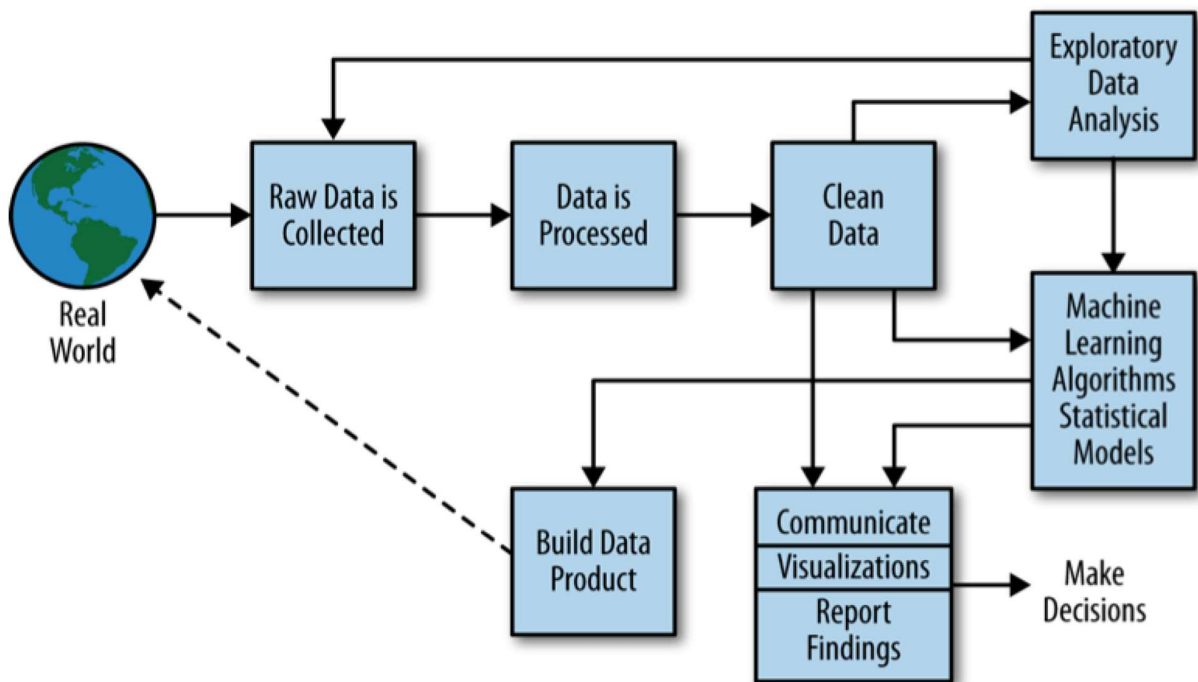 Exploratory
Data
Analysis
Raw Data is
Collected
Data is
Processed
Clean
Data
Real
World
Machine
Learning
Algorithms
Statistical
Models
Build Data
Product
Communicate
Visualizations
Report
Findings
Make
Decisions